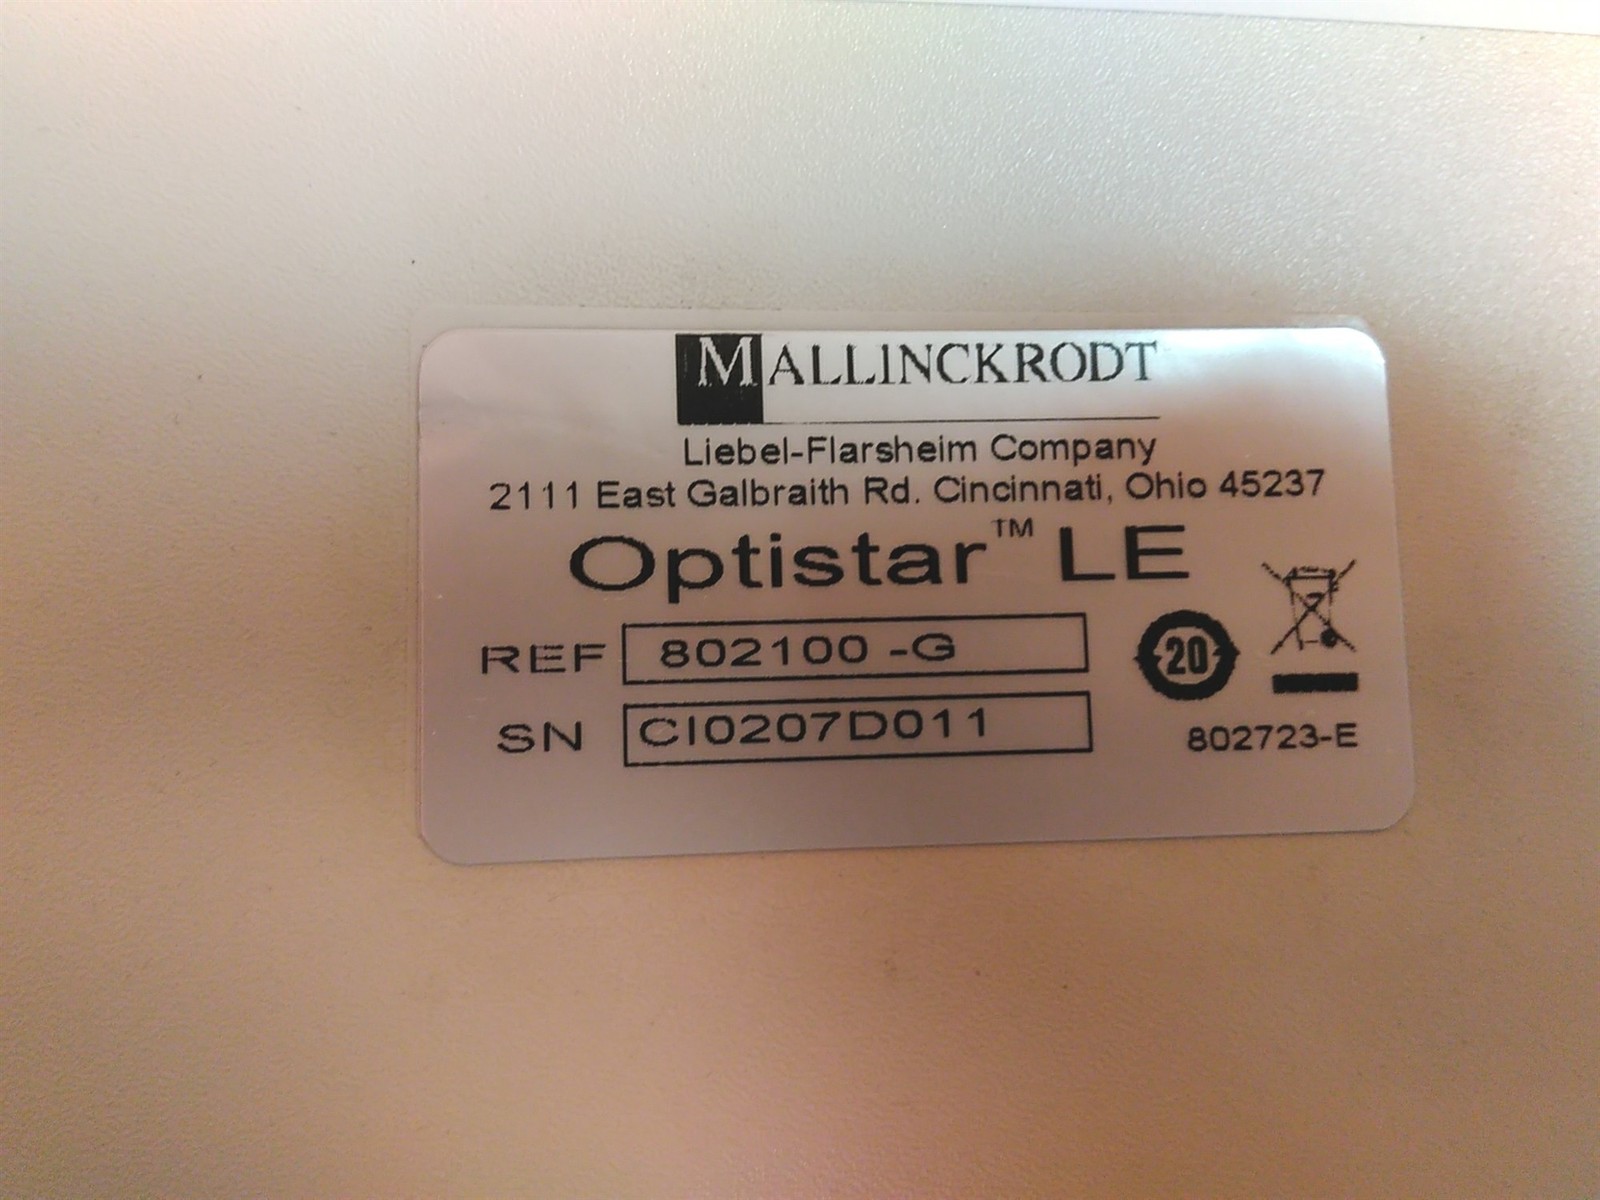 MALLINCKRODT
Liebel-Flarsheim Company
2111 East Galbraith Rd. Cincinnati, Ohio 45237
Optistar™ LE
REF 802100 -G
20
SN CI0207D011
802723-E